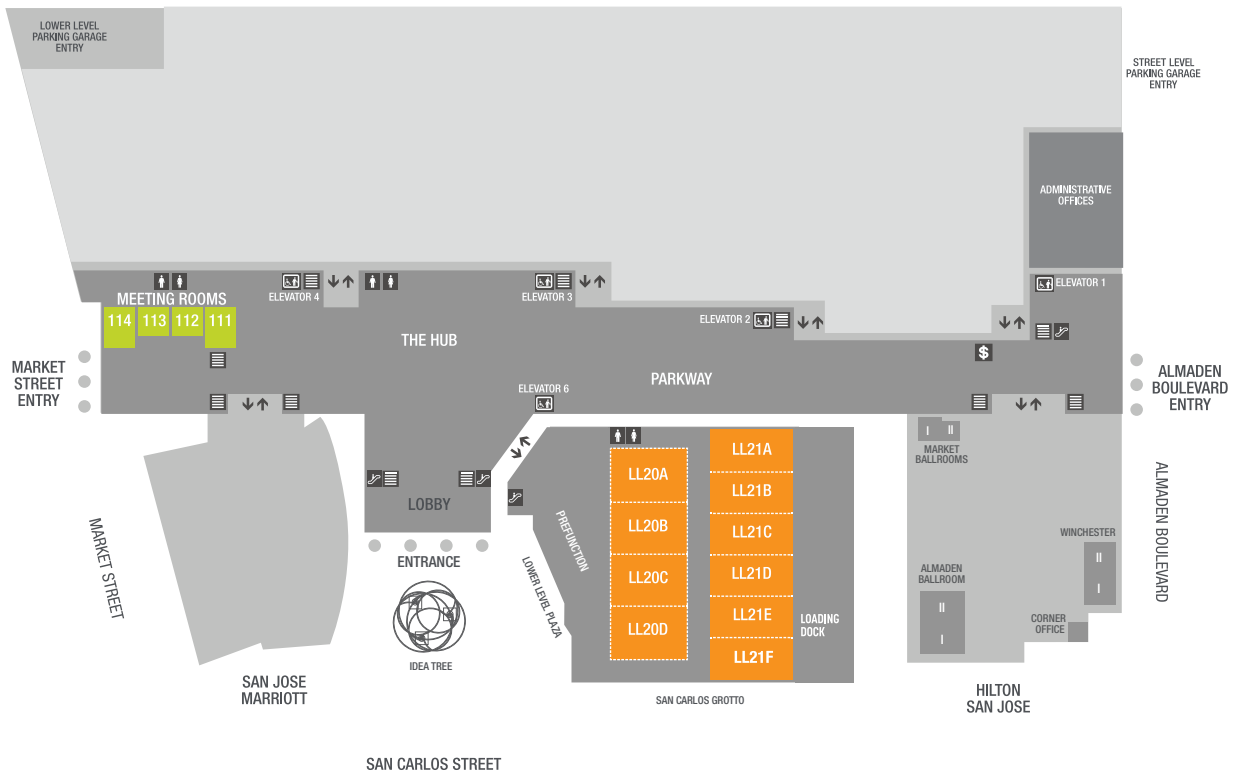 LOWER LEVEL
PARKING GARAGE
ENTRY
STREET LEVEL
PARKING GARAGE
ENTRY
ADMINISTRATIVE
OFFICES
ELEVATOR 4
ELEVATOR 3
ELEVATOR 1
MEETING ROOMS
114
113
112
111
ELEVATOR 2
THE HUB
$
PARKWAY
MARKET
STREET
ENTRY
ALMADEN
BOULEVARD
ENTRY
ELEVATOR 6
I
II
MARKET
BALLROOMS
LL20A
LL20B
LL20C
LL20D
LL21A
LL21B
LL21C
LL21D
LL21E
LL21F
LOBBY
PREFUNCTION
LOWER LEVEL PLAZA
LOADING
DOCK
MARKET STREET
ALMADEN BOULEVARD
ENTRANCE
WINCHESTER
II
I
ALMADEN
BALLROOM
II
I
CORNER
OFFICE
IDEA TREE
SAN JOSE
MARRIOTT
SAN CARLOS GROTTO
HILTON
SAN JOSE
SAN CARLOS STREET